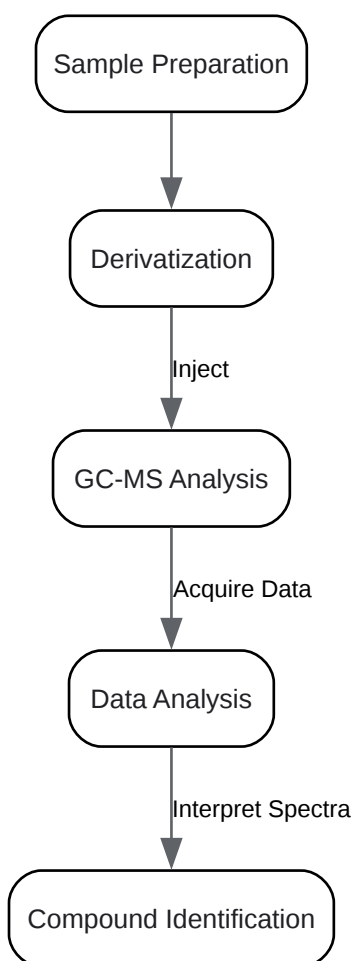 Sample Preparation
Derivatization
Inject
GC-MS Analysis
Acquire Data
Data Analysis
Interpret Spectra
Compound Identification